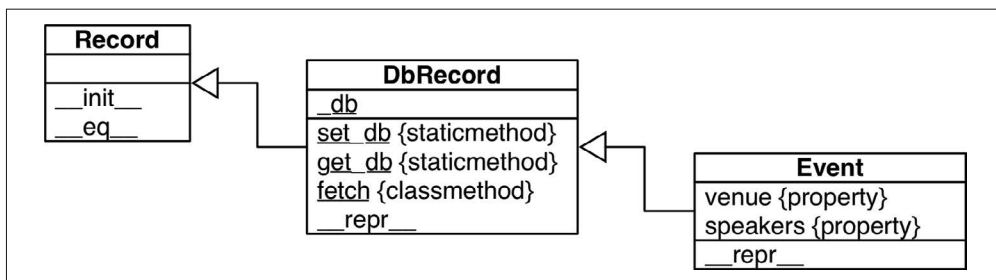 Record
__init__
__eq__
DbRecord
_db
set_db {staticmethod}
get_db {staticmethod}
fetch {classmethod}
__repr__
Event
venue {property}
speakers {property}
__repr__